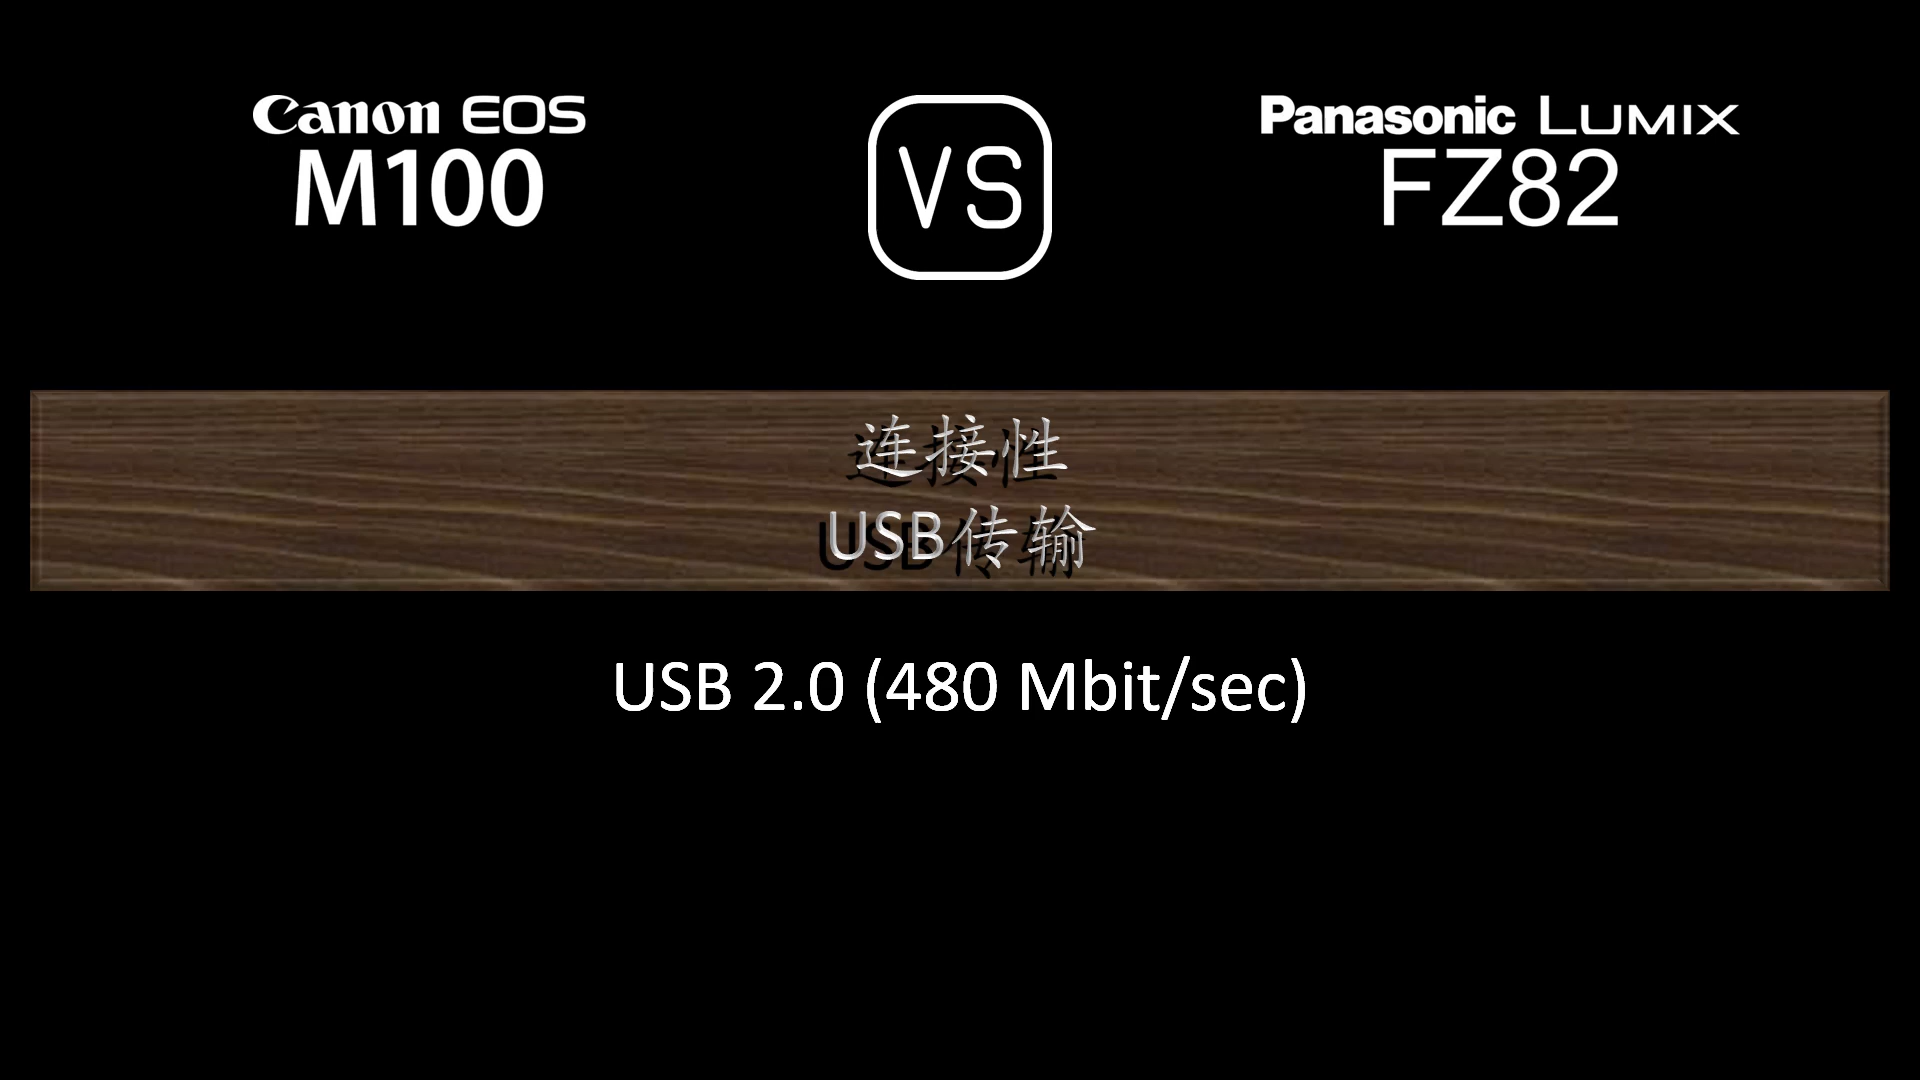 Canon EOS
M100
VS
Panasonic LUMIX
FZ82
连接性
USB传输
USB 2.0 (480 Mbit/sec)